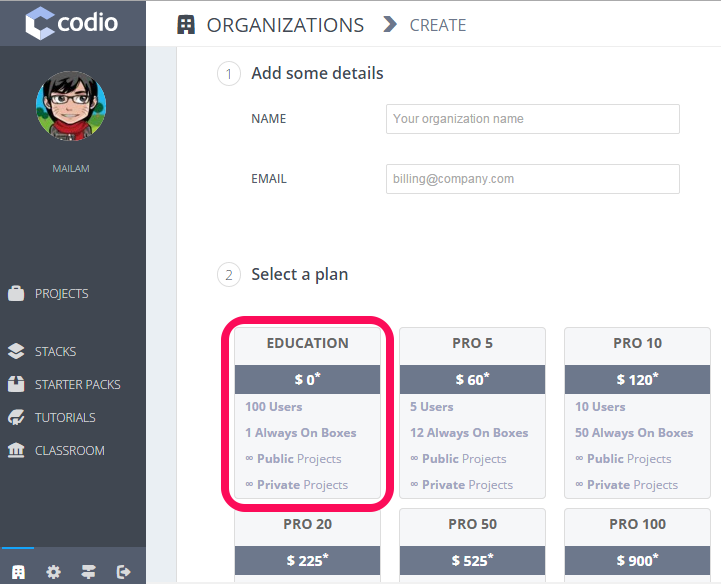 codio
ORGANIZATIONS CREATE
1 Add some details
NAME Your organization name
MAILAM
EMAIL billing@company.com
2 Select a plan
PROJECTS
STACKS
STARTER PACKS
TUTORIALS
CLASSROOM
EDUCATION
$ 0*
100 Users
1 Always On Boxes
∞ Public Projects
∞ Private Projects
PRO 5
$ 60*
5 Users
12 Always On Boxes
∞ Public Projects
∞ Private Projects
PRO 10
$ 120*
10 Users
50 Always On Boxes
∞ Public Projects
∞ Private Projects
PRO 20
$ 225*
PRO 50
$ 525*
PRO 100
$ 900*